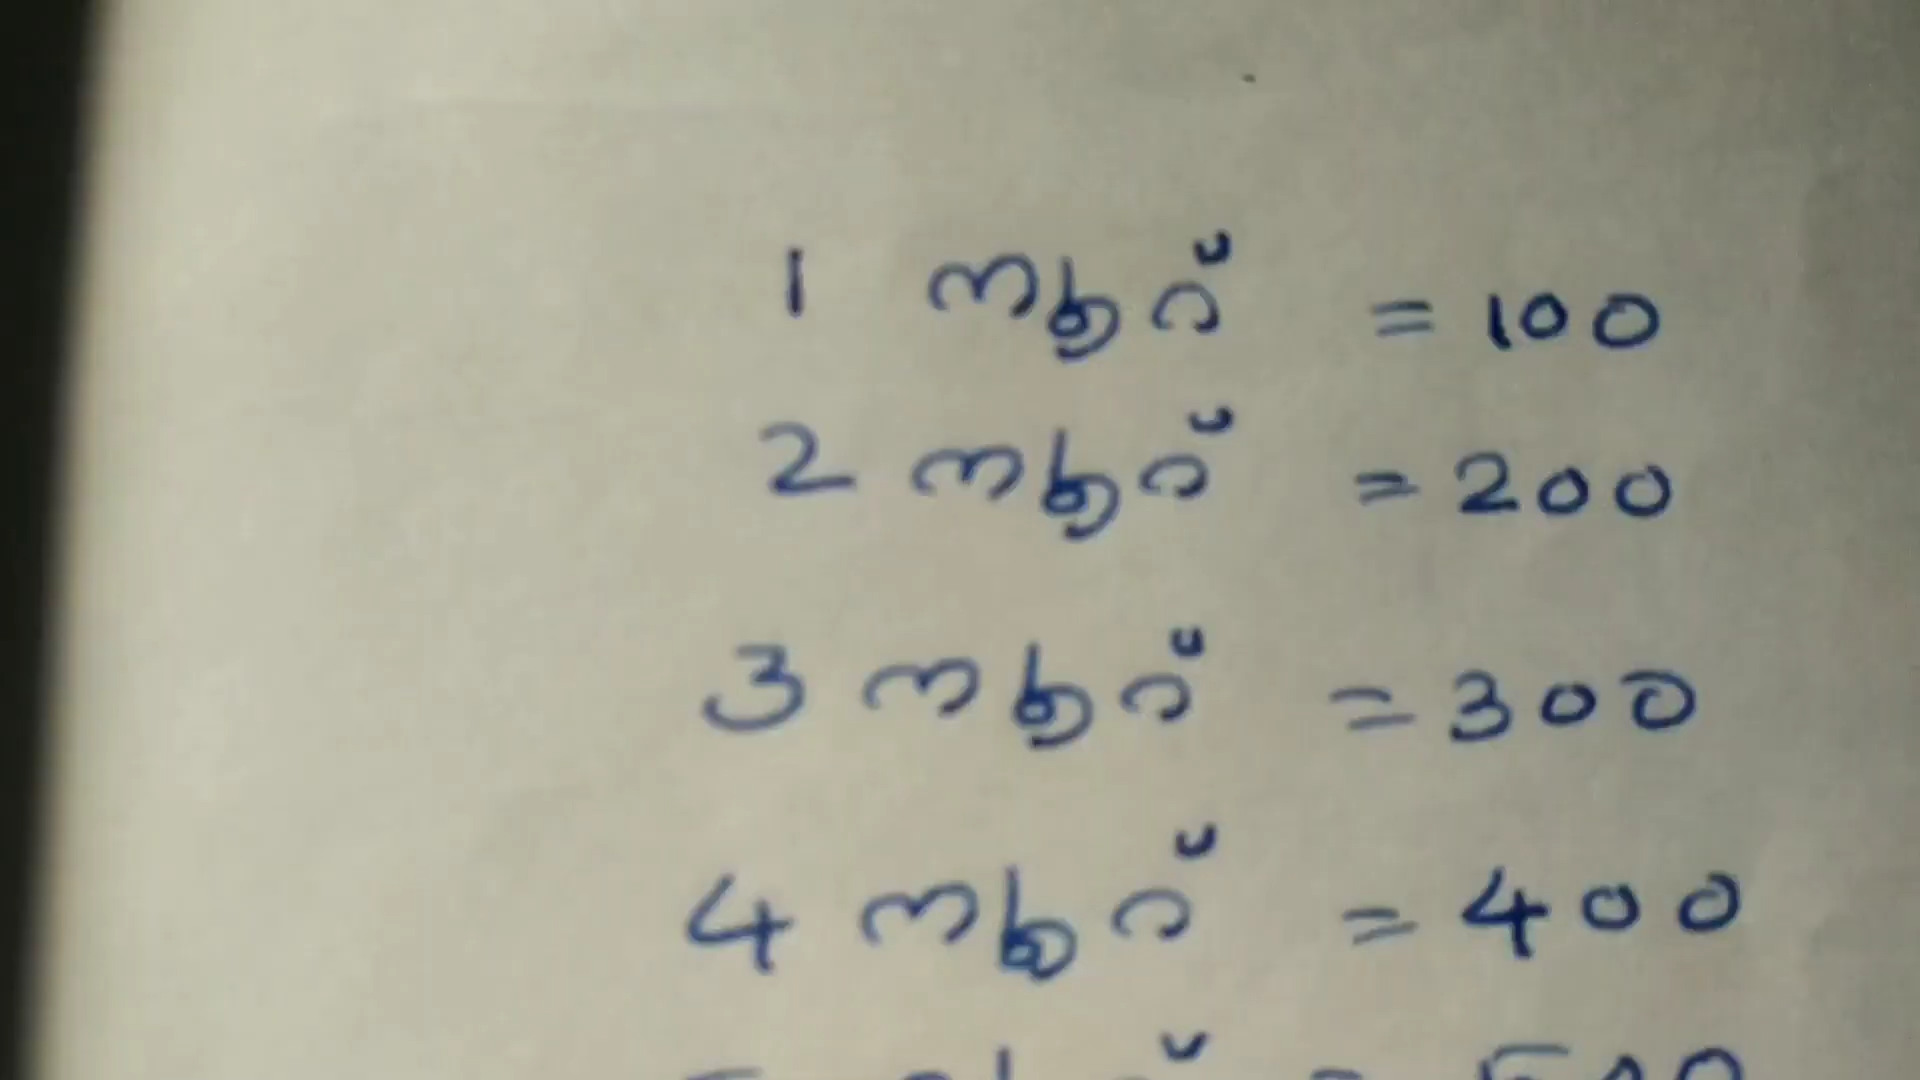 1 നൂറ് = 100
2 നൂറ് = 200
3 നൂറ് = 300
4 നൂറ് = 400